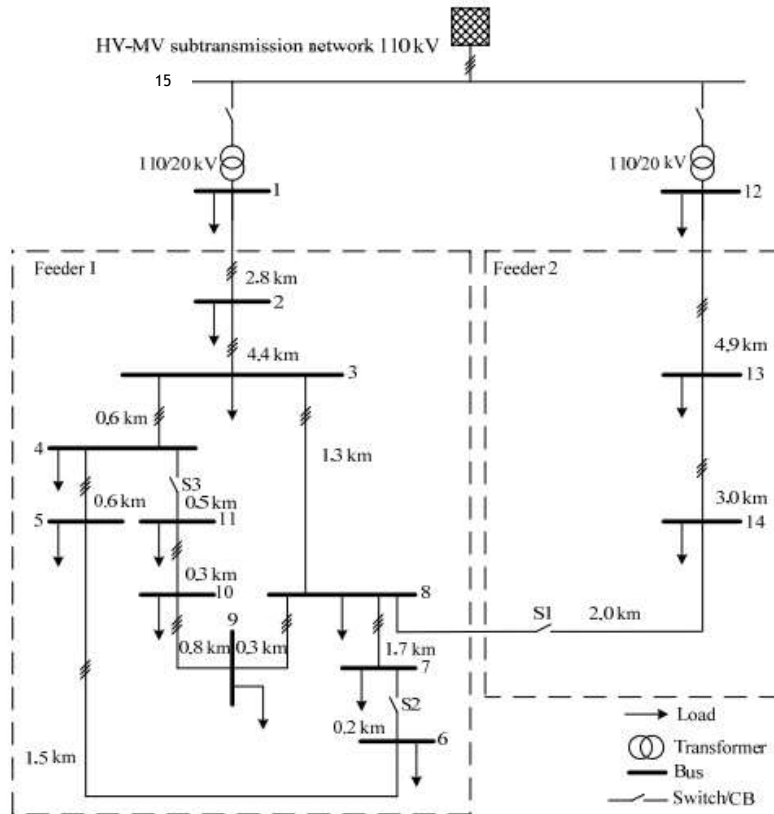 HV-MV subtransmission network 110 kV
15
110/20 kV
110/20 kV
1
12
Feeder 1
Feeder 2
2.8 km
2
4.4 km
4.9 km
3
13
0.6 km
1.3 km
4
S3
3.0 km
0.6 km
0.5 km
5
11
14
0.3 km
10
8
9
S1
2.0 km
0.8 km
0.3 km
1.7 km
7
S2
0.2 km
6
1.5 km
Load
Transformer
Bus
Switch/CB